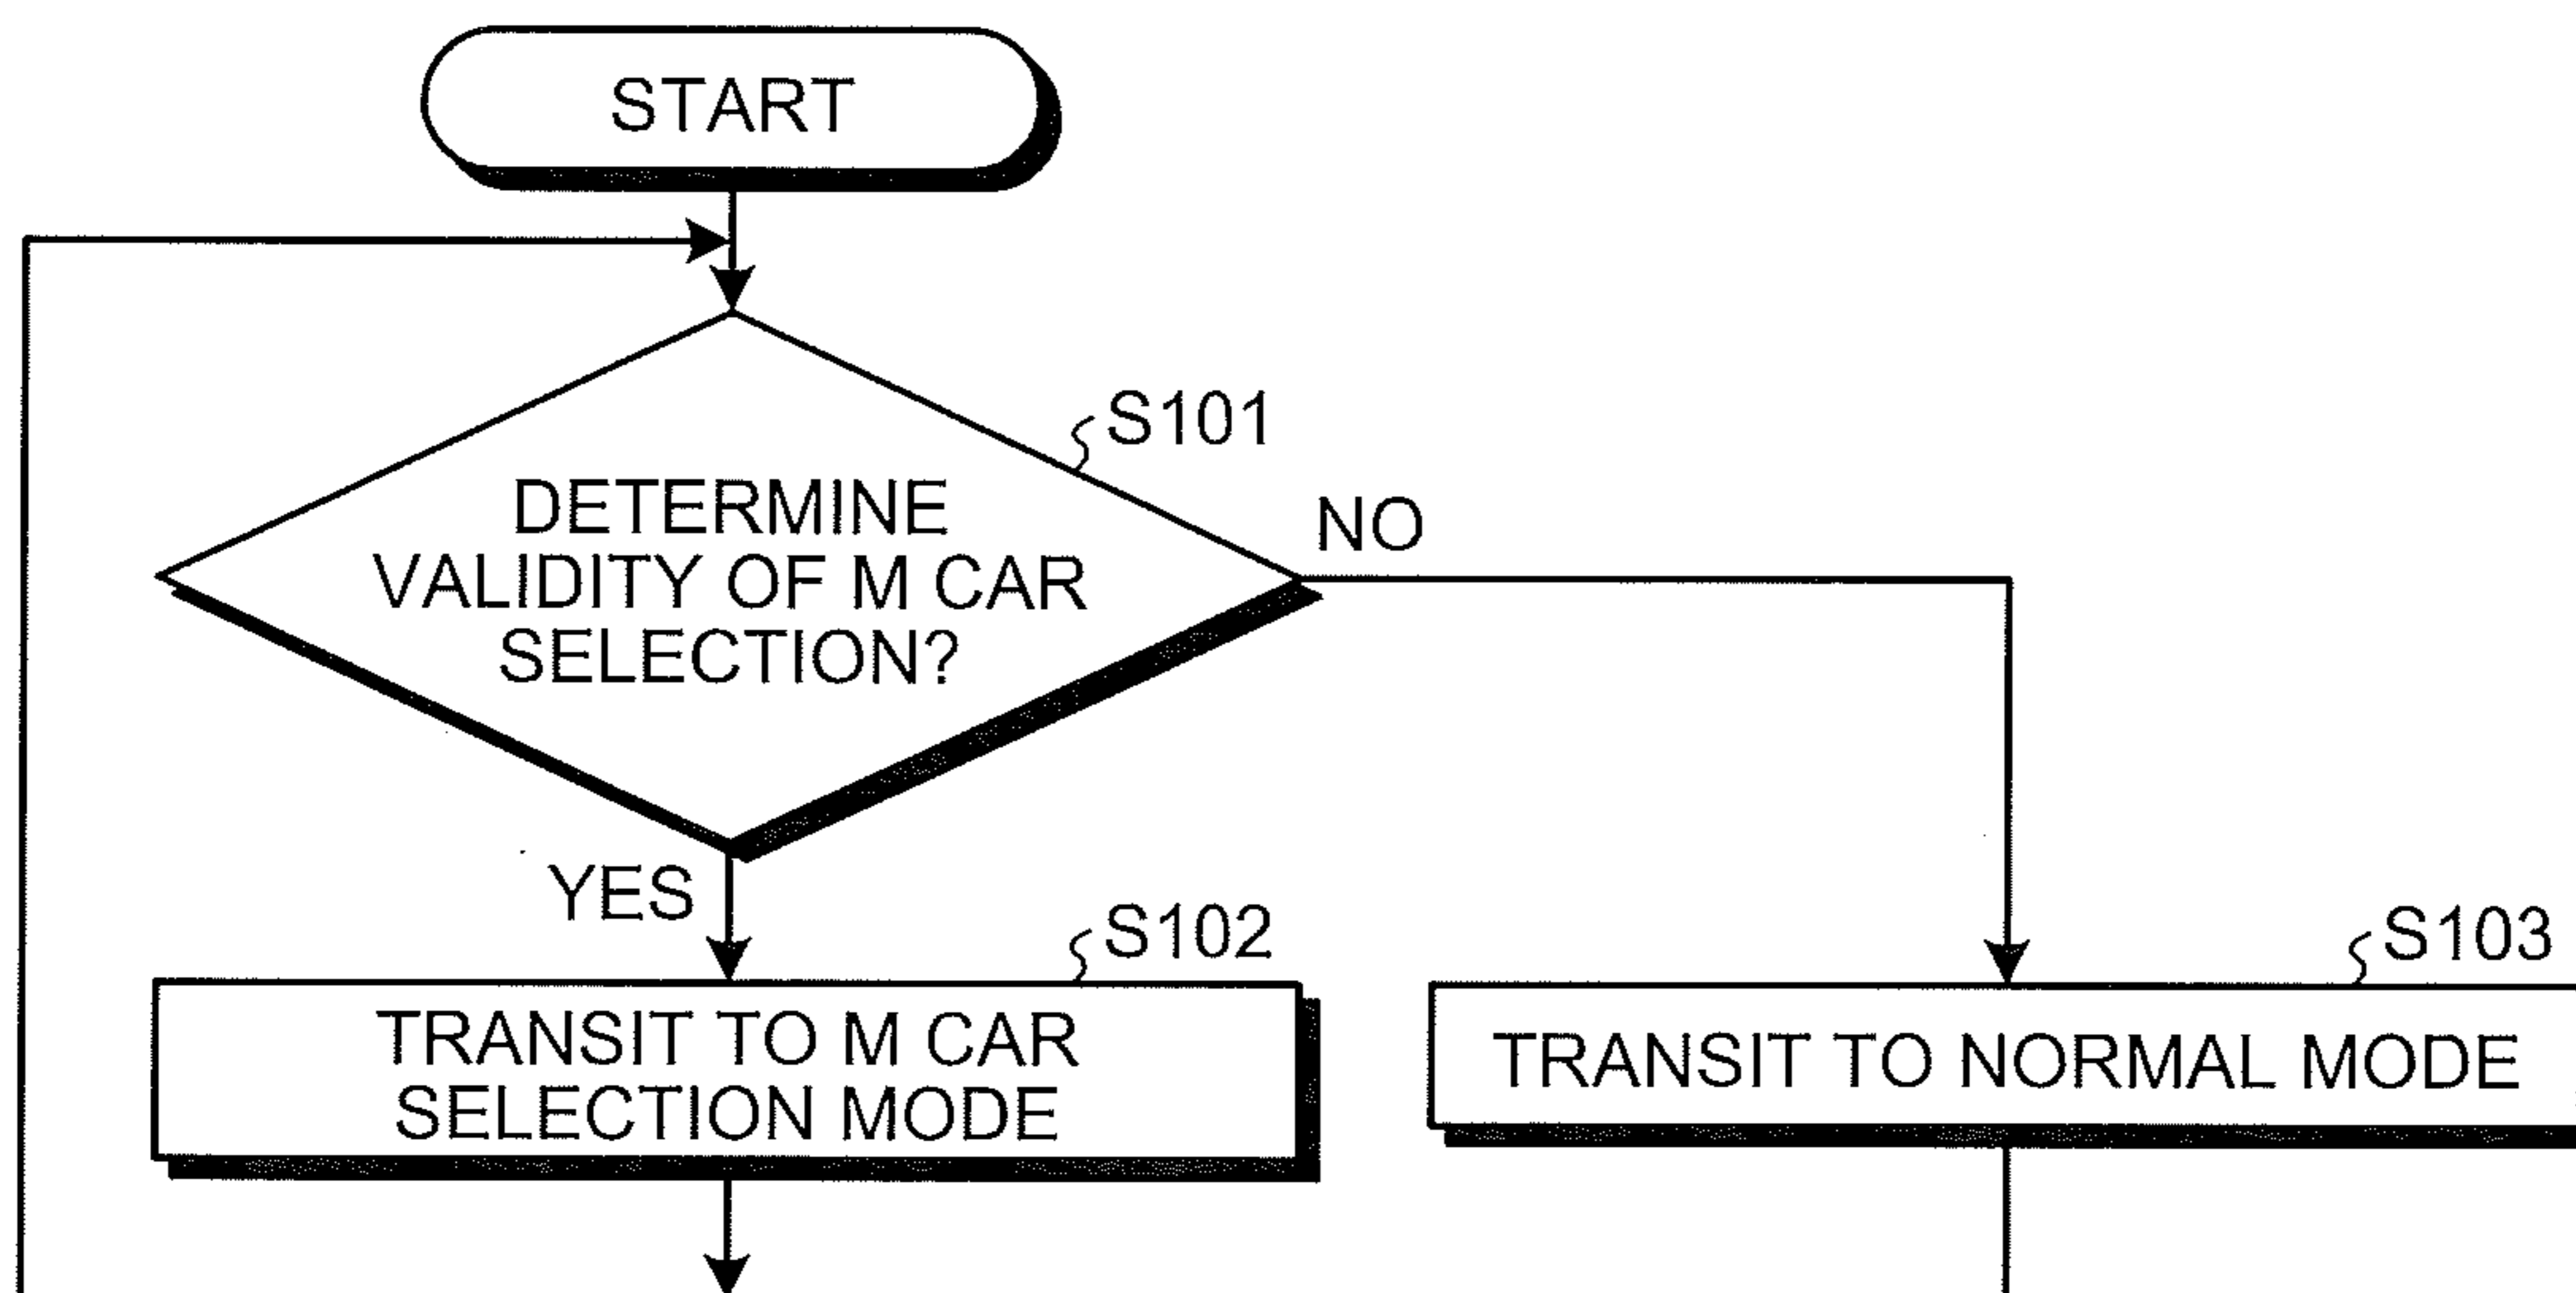 START
S101
DETERMINE
VALIDITY OF M CAR
SELECTION?
NO
YES
S102
TRANSIT TO M CAR
SELECTION MODE
S103
TRANSIT TO NORMAL MODE